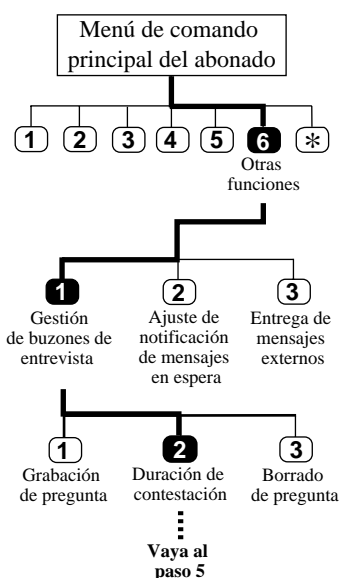 Menú de comando
principal del abonado
1 2 3 4 5 6 *
Otras
funciones
1 2 3
Gestión
de buzones de
entrevista
Ajuste de
notificación
de mensajes
en espera
Entrega de
mensajes
externos
1 2 3
Grabación
de pregunta
Duración de
contestación
Borrado
de pregunta
Vaya al
paso 5